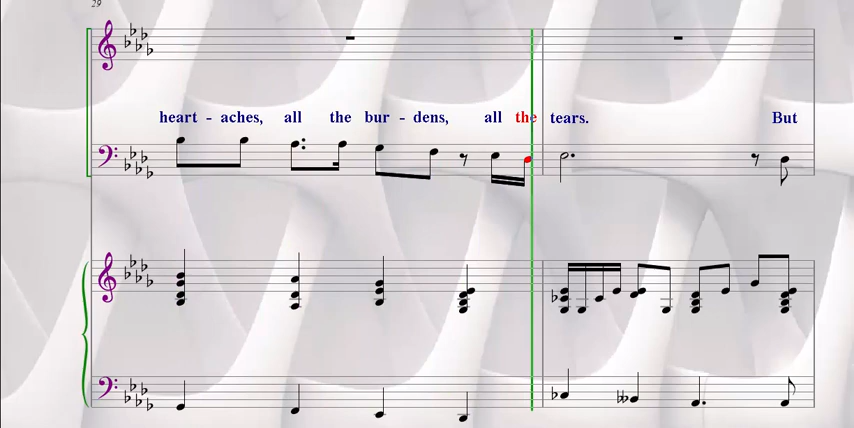 29
heart - aches, all the bur - dens, all the tears. But